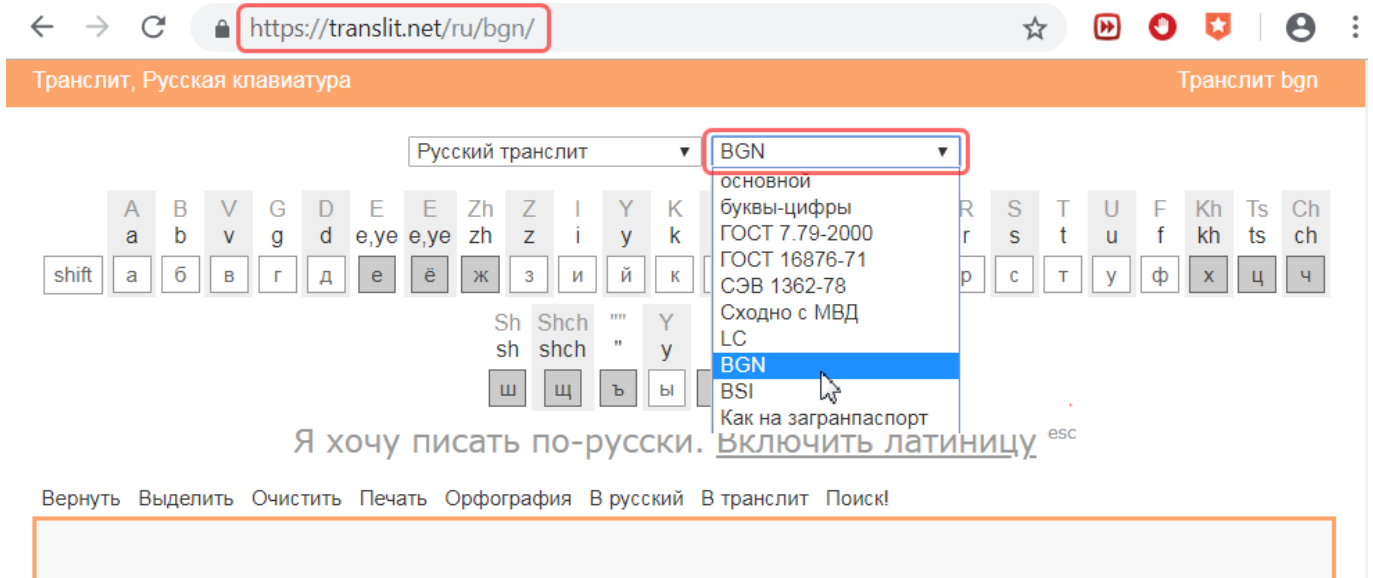 https://translit.net/ru/bgn/
Транслит, Русская клавиатура Транслит bgn
Русский транслит BGN
основной
буквы-цифры
ГОСТ 7.79-2000
ГОСТ 16876-71
СЭВ 1362-78
Сходно с МВД
LC
BGN
BSI
Как на загранпаспорт
A B V G D E E Zh Z I Y K R S T U F Kh Ts Ch
a b v g d e,ye e,ye zh z i y k r s t u f kh ts ch
shift а б в г д е ё ж з и й к р с т у ф х ц ч
Sh Shch "" Y
sh shch " y
ш щ ъ ы
Я хочу писать по-русски. Включить латиницу esc
Вернуть Выделить Очистить Печать Орфография В русский В транслит Поиск!